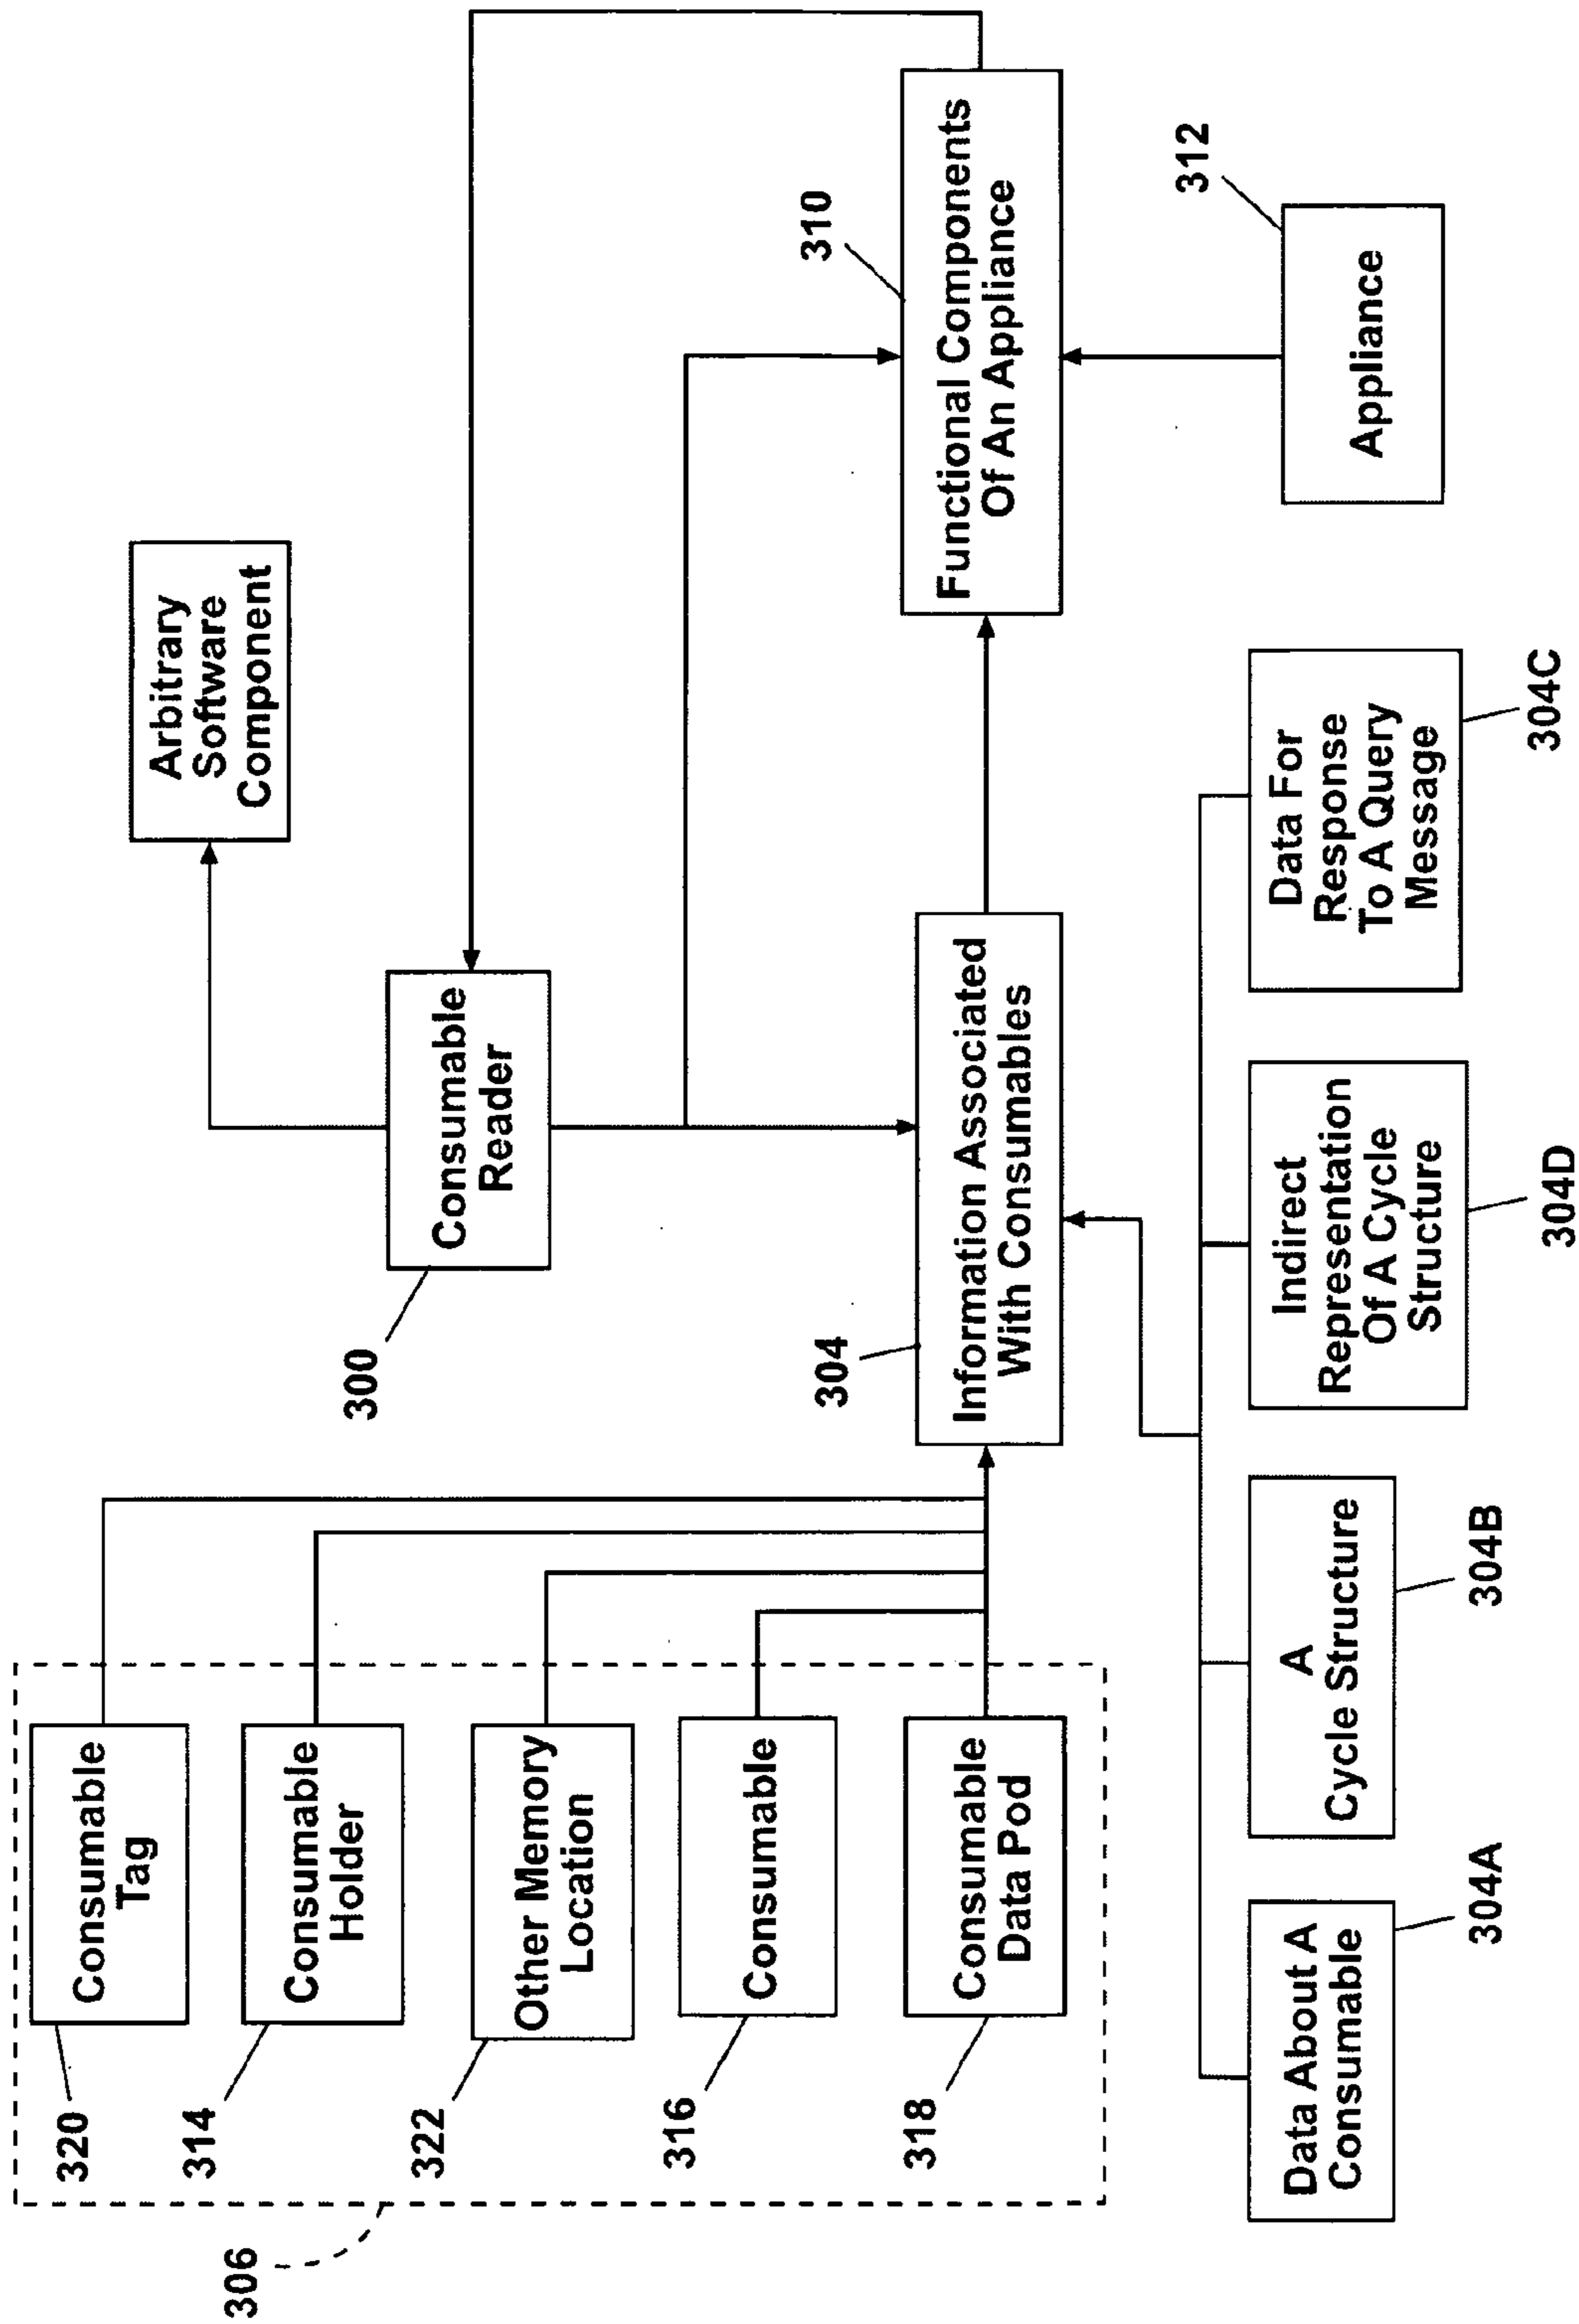 320
Consumable
Tag
314
Consumable
Holder
322
Other Memory
Location
316
Consumable
318
Consumable
Data Pod
306
Arbitrary
Software
Component
300
Consumable
Reader
304
Information Associated
With Consumables
310
Functional Components
Of An Appliance
312
Appliance
Data About A
Consumable
304A
A
Cycle Structure
304B
Indirect
Representation
Of A Cycle
Structure
304D
Data For
Response
To A Query
Message
304C